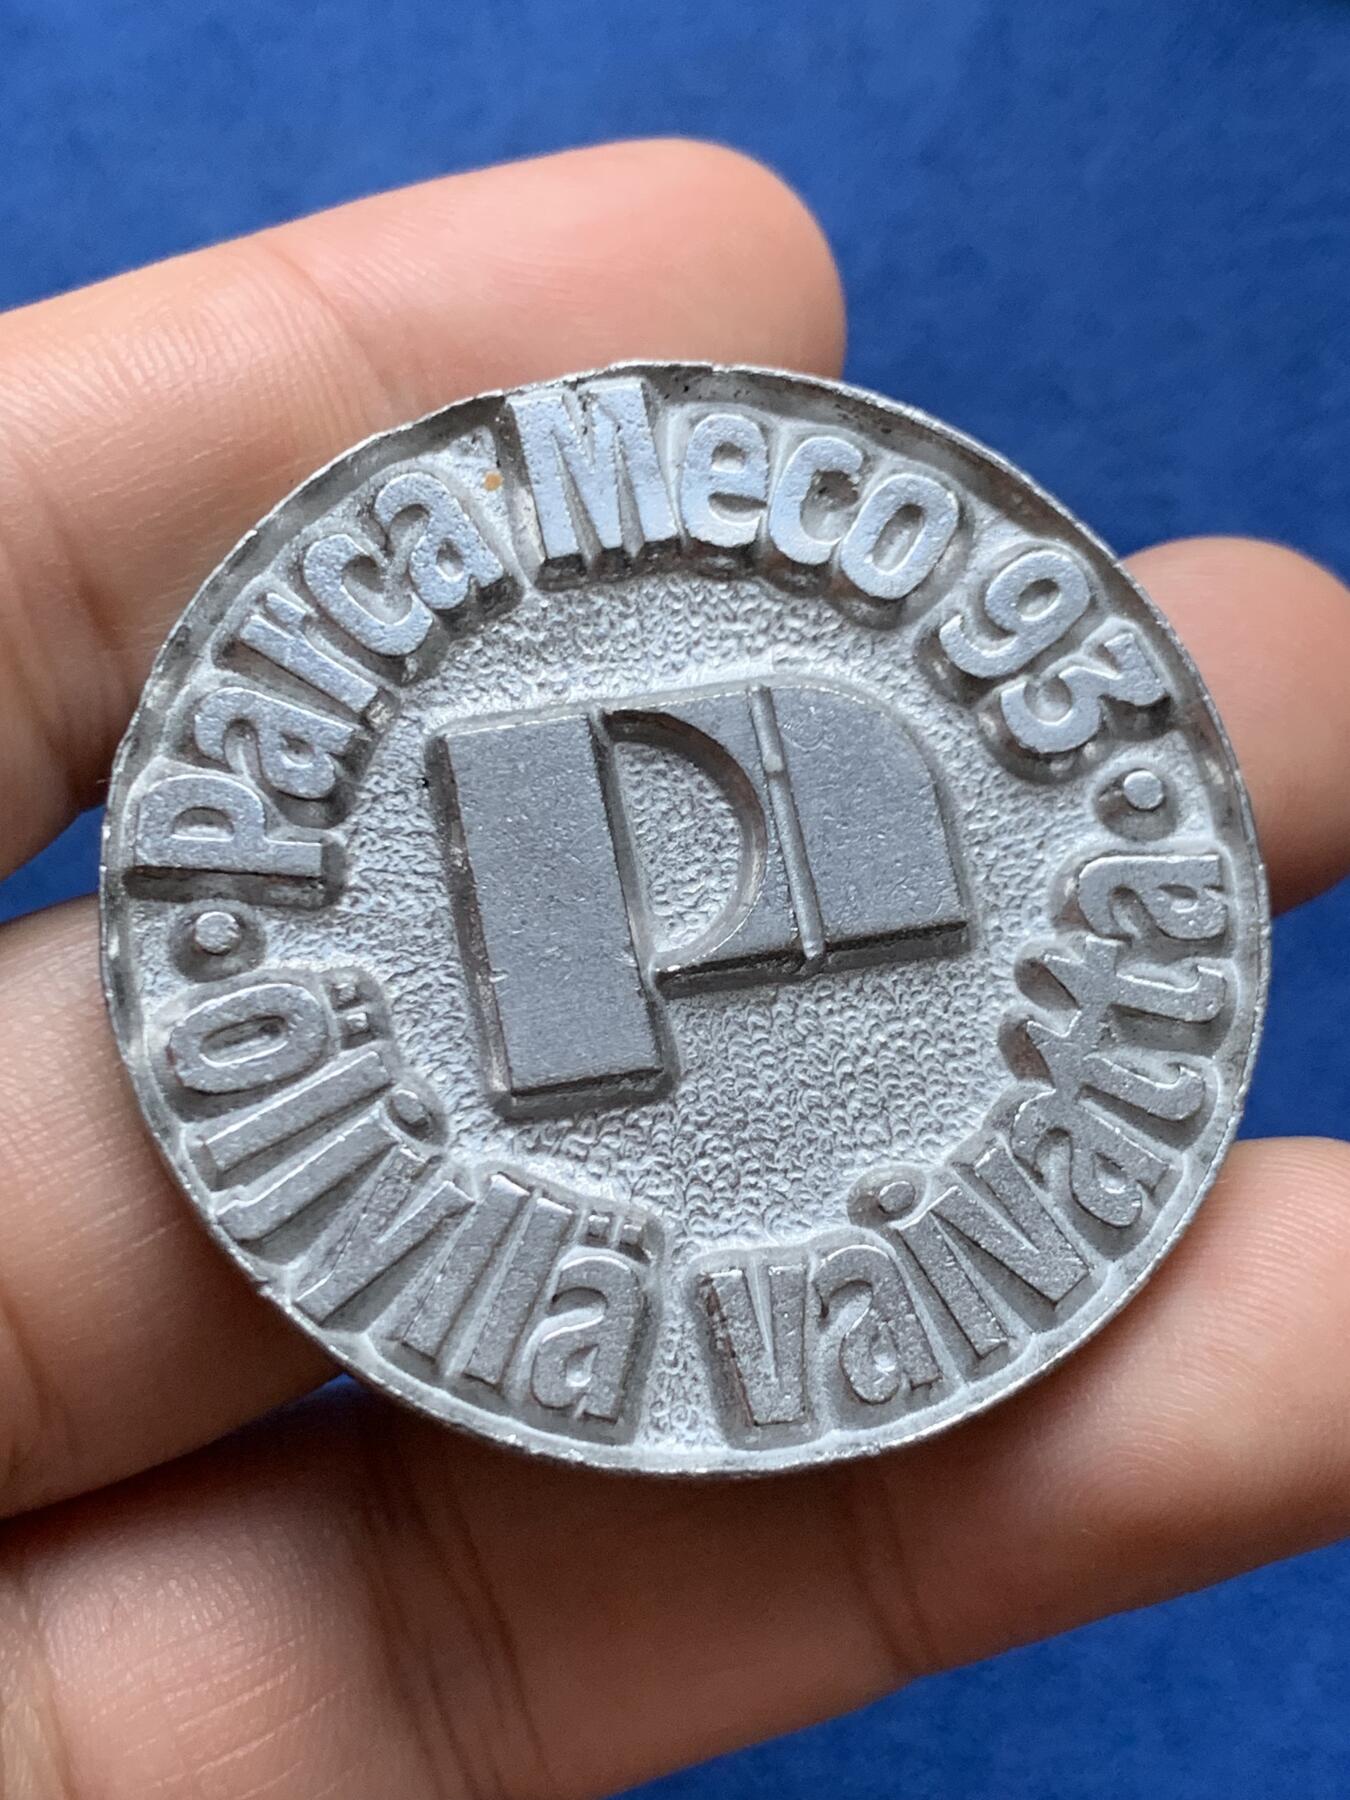 • Parca Meco 93 •
öljyllä vaivatta
P